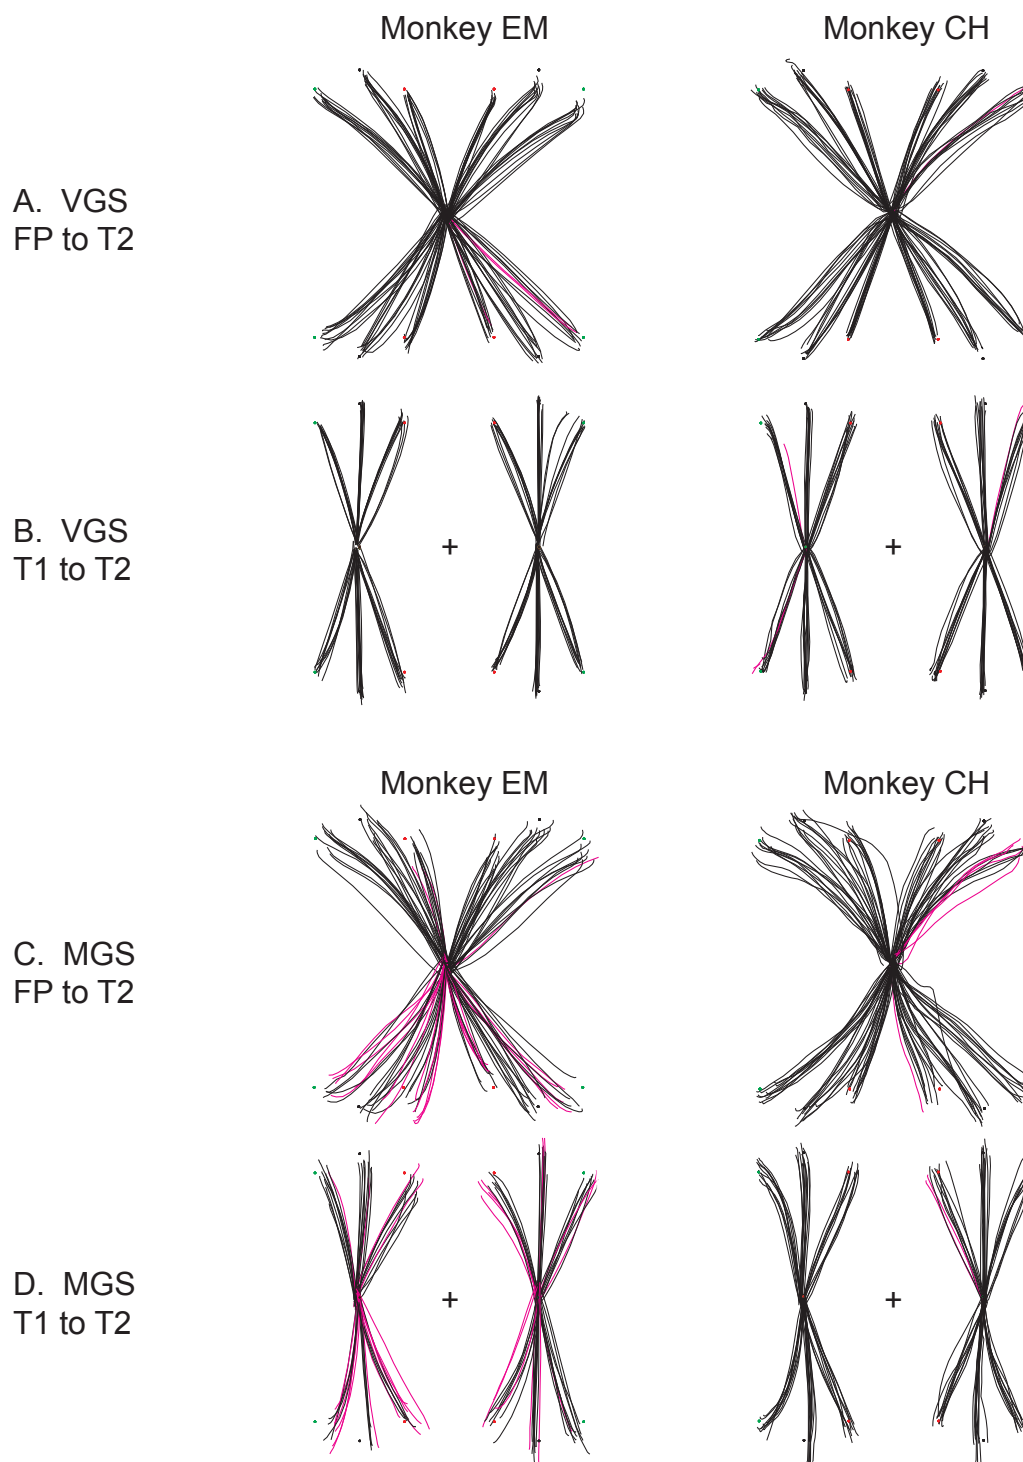 Monkey EM
Monkey CH
A. VGS
FP to T2
B. VGS
T1 to T2
+
+
Monkey EM
Monkey CH
C. MGS
FP to T2
D. MGS
T1 to T2
+
+